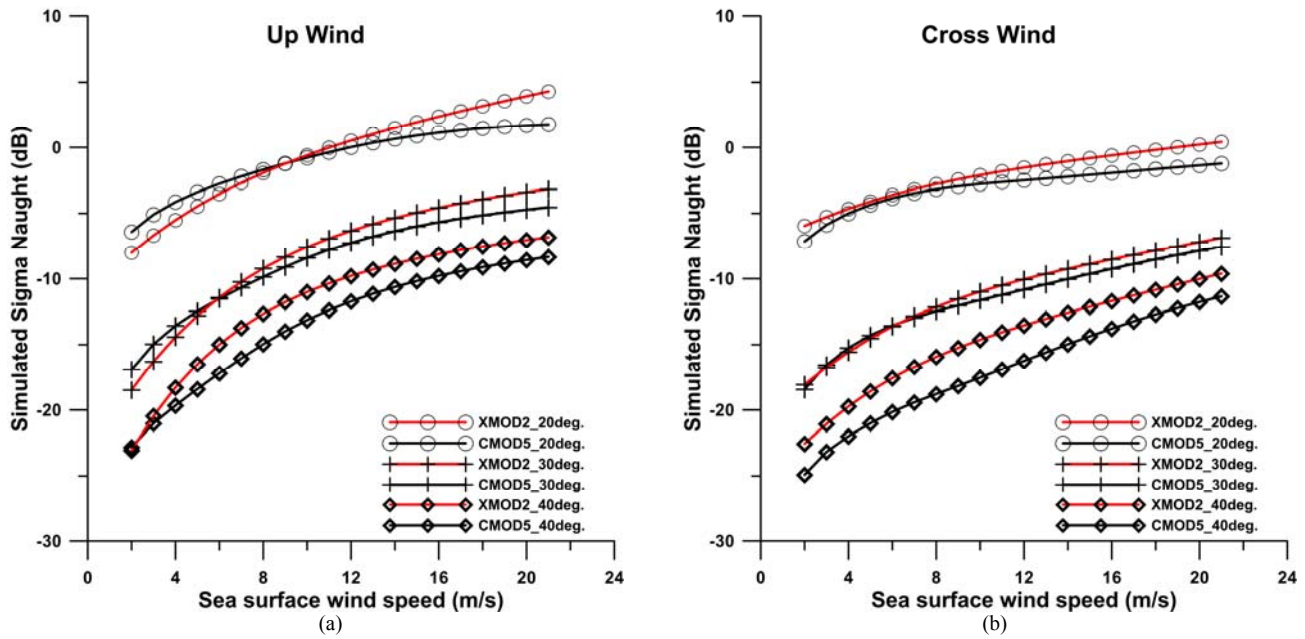 Up Wind
Simulated Sigma Naught (dB)
10
0
-10
-20
-30
XMOD2_20deg.
CMOD5_20deg.
XMOD2_30deg.
CMOD5_30deg.
XMOD2_40deg.
CMOD5_40deg.
0 4 8 12 16 20 24
Sea surface wind speed (m/s)
(a)
Cross Wind
Simulated Sigma Naught (dB)
10
0
-10
-20
-30
XMOD2_20deg.
CMOD5_20deg.
XMOD2_30deg.
CMOD5_30deg.
XMOD2_40deg.
CMOD5_40deg.
0 4 8 12 16 20 24
Sea surface wind speed (m/s)
(b)